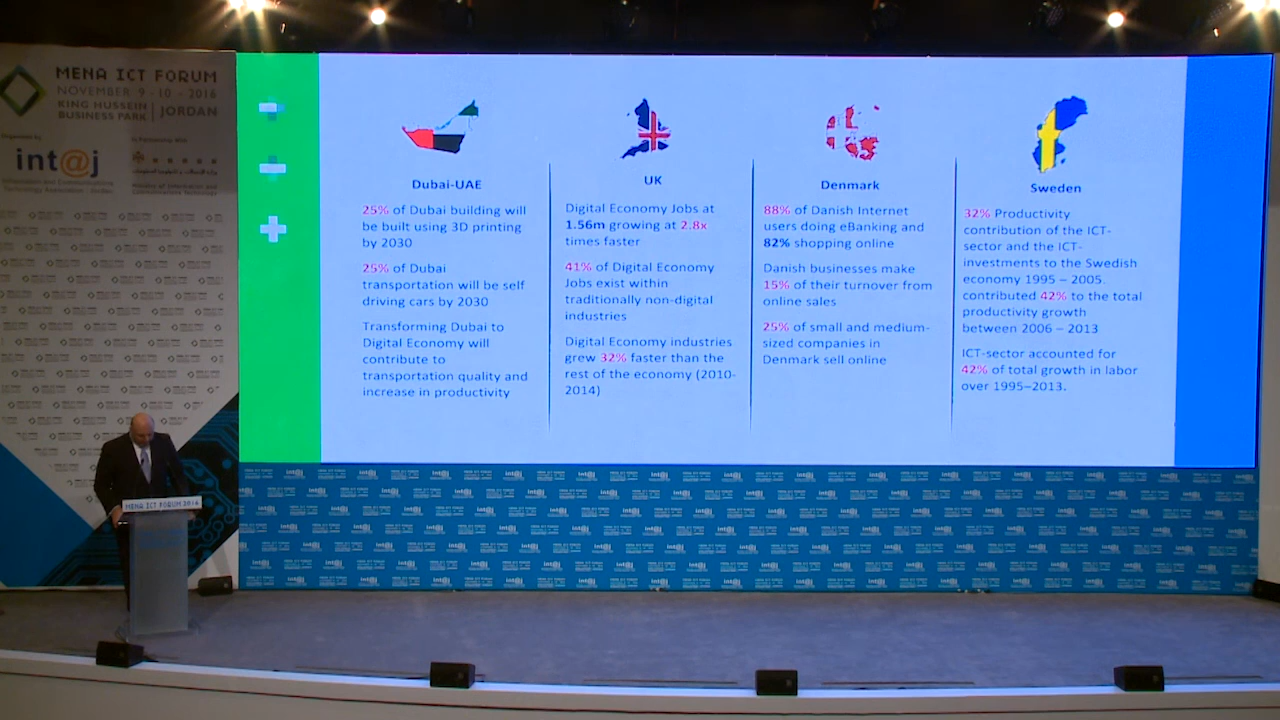 MENA ICT FORUM
NOVEMBER 9 - 10 - 2016
KING HUSSEIN
BUSINESS PARK
JORDAN
int@j
Dubai-UAE
25% of Dubai building will
be built using 3D printing
by 2030
25% of Dubai
transportation will be self
driving cars by 2030
Transforming Dubai to
Digital Economy will
contribute to
transportation quality and
increase in productivity
UK
Digital Economy Jobs at
1.56m growing at 2.8x
times faster
41% of Digital Economy
Jobs exist within
traditionally non-digital
industries
Digital Economy industries
grew 32% faster than the
rest of the economy (2010-
2014)
Denmark
88% of Danish Internet
users doing eBanking and
82% shopping online
Danish businesses make
15% of their turnover from
online sales
25% of small and medium-
sized companies in
Denmark sell online
Sweden
32% Productivity
contribution of the ICT-
sector and the ICT-
investments to the Swedish
economy 1995 – 2005.
contributed 42% to the total
productivity growth
between 2006 – 2013
ICT-sector accounted for
42% of total growth in labor
over 1995–2013.
MENA ICT FORUM 2016